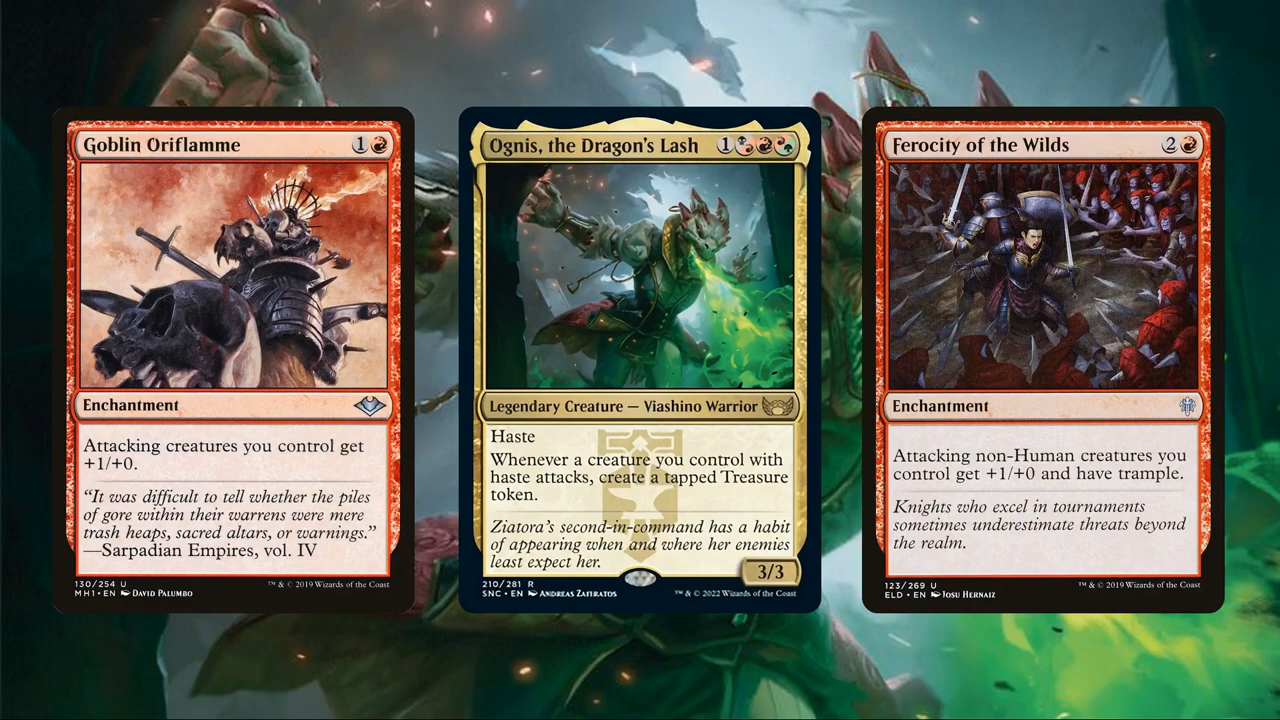 Goblin Oriflamme 1
Enchantment
Attacking creatures you control get
+1/+0.
“It was difficult to tell whether the piles
of gore within their warrens were mere
trash heaps, sacred altars, or warnings.”
—Sarpadian Empires, vol. IV
130/254 U
MH1 • EN David Palumbo
™ & © 2019 Wizards of the Coast
Ognis, the Dragon's Lash 1
Legendary Creature — Viashino Warrior
Haste
Whenever a creature you control with
haste attacks, create a tapped Treasure
token.
Ziatora's second-in-command has a habit
of appearing when and where her enemies
least expect her.
3/3
210/281 R
SNC • EN Andreas Zafiratos
™ & © 2022 Wizards of the Coast
Ferocity of the Wilds 2
Enchantment
Attacking non-Human creatures you
control get +1/+0 and have trample.
Knights who excel in tournaments
sometimes underestimate threats beyond
the realm.
123/269 U
ELD • EN Josu Hernaiz
™ & © 2019 Wizards of the Coast